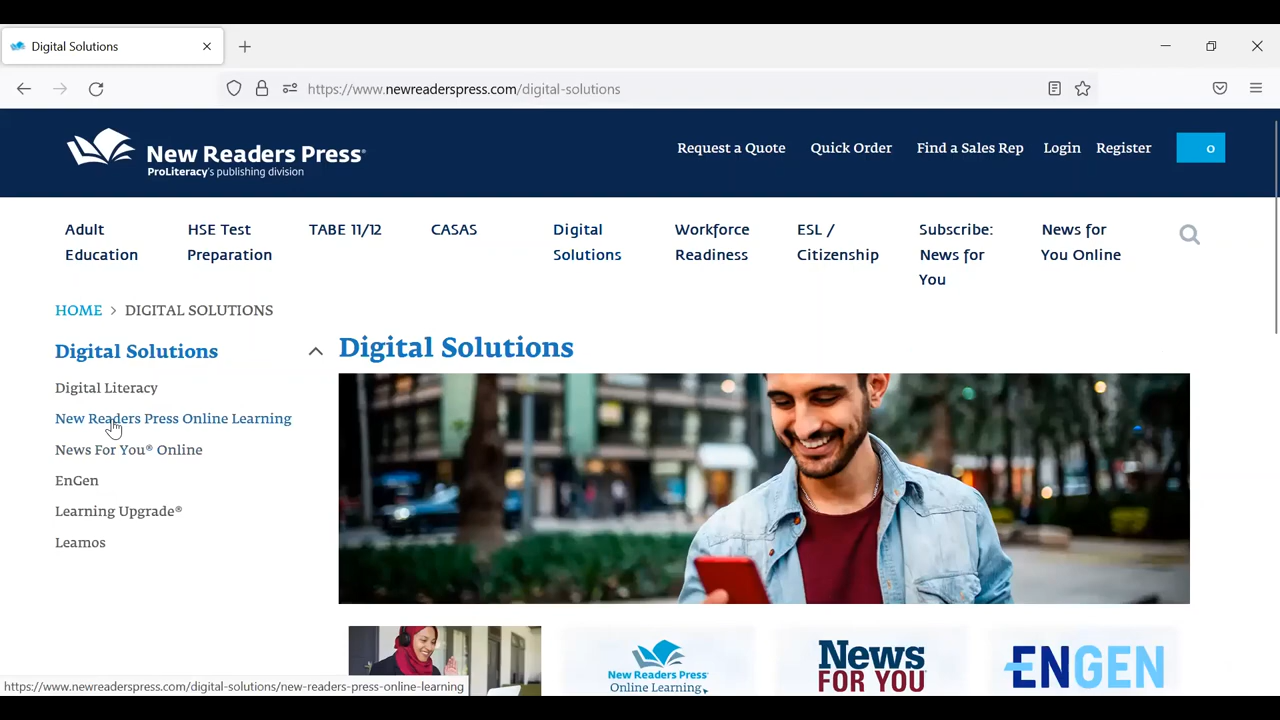 Digital Solutions
https://www.newreaderspress.com/digital-solutions
New Readers Press®
ProLiteracy's publishing division
Request a Quote Quick Order Find a Sales Rep Login Register 0
Adult Education
HSE Test Preparation
TABE 11/12
CASAS
Digital Solutions
Workforce Readiness
ESL / Citizenship
Subscribe: News for You
News for You Online
HOME > DIGITAL SOLUTIONS
Digital Solutions
Digital Literacy
New Readers Press Online Learning
News For You® Online
EnGen
Learning Upgrade®
Leamos
Digital Solutions
New Readers Press®
Online Learning
News
FOR YOU
ENGEN
https://www.newreaderspress.com/digital-solutions/new-readers-press-online-learning